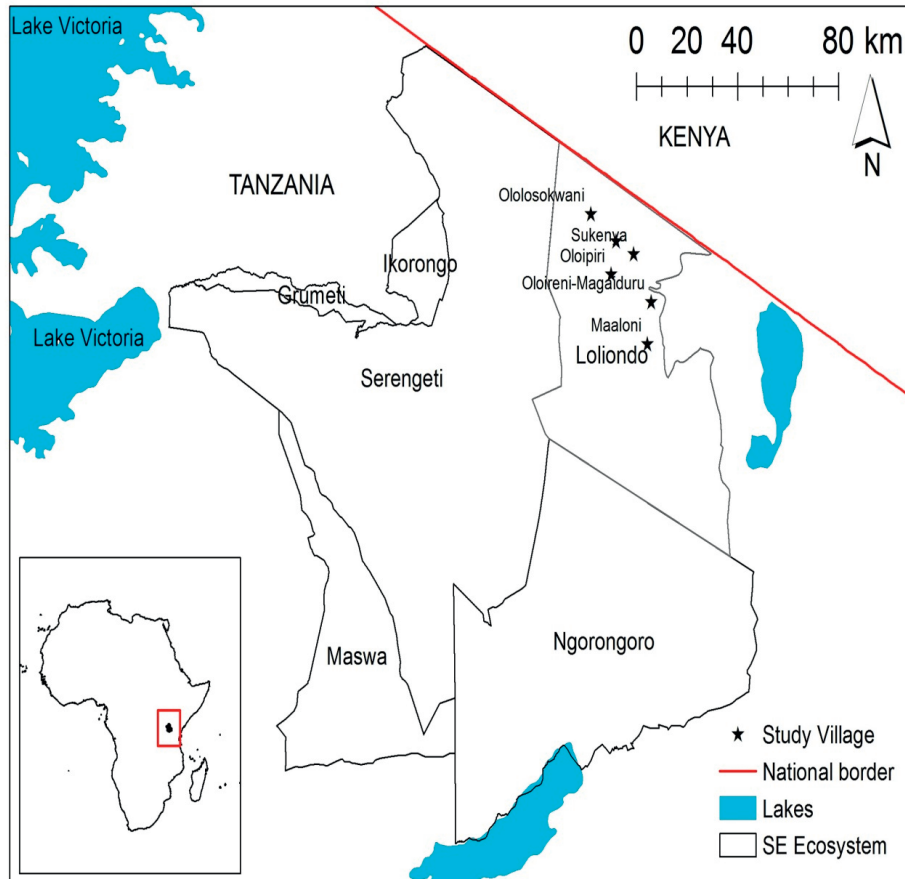 Lake Victoria
0 20 40 80 km
KENYA
N
TANZANIA
Ololosokwani
Sukenya
Oloipiri
Ikorongo
Grumeti
Oloireni-Magaiduru
Lake Victoria
Maaloni
Loliondo
Serengeti
Maswa
Ngorongoro
Study Village
National border
Lakes
SE Ecosystem